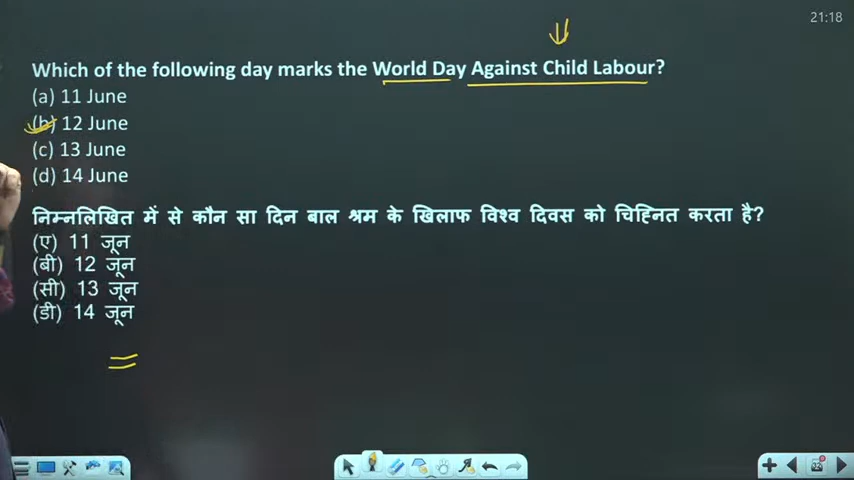 21:18
Which of the following day marks the World Day Against Child Labour?
(a) 11 June
(b) 12 June
(c) 13 June
(d) 14 June
निम्नलिखित में से कौन सा दिन बाल श्रम के खिलाफ विश्व दिवस को चिह्नित करता है?
(ए) 11 जून
(बी) 12 जून
(सी) 13 जून
(डी) 14 जून